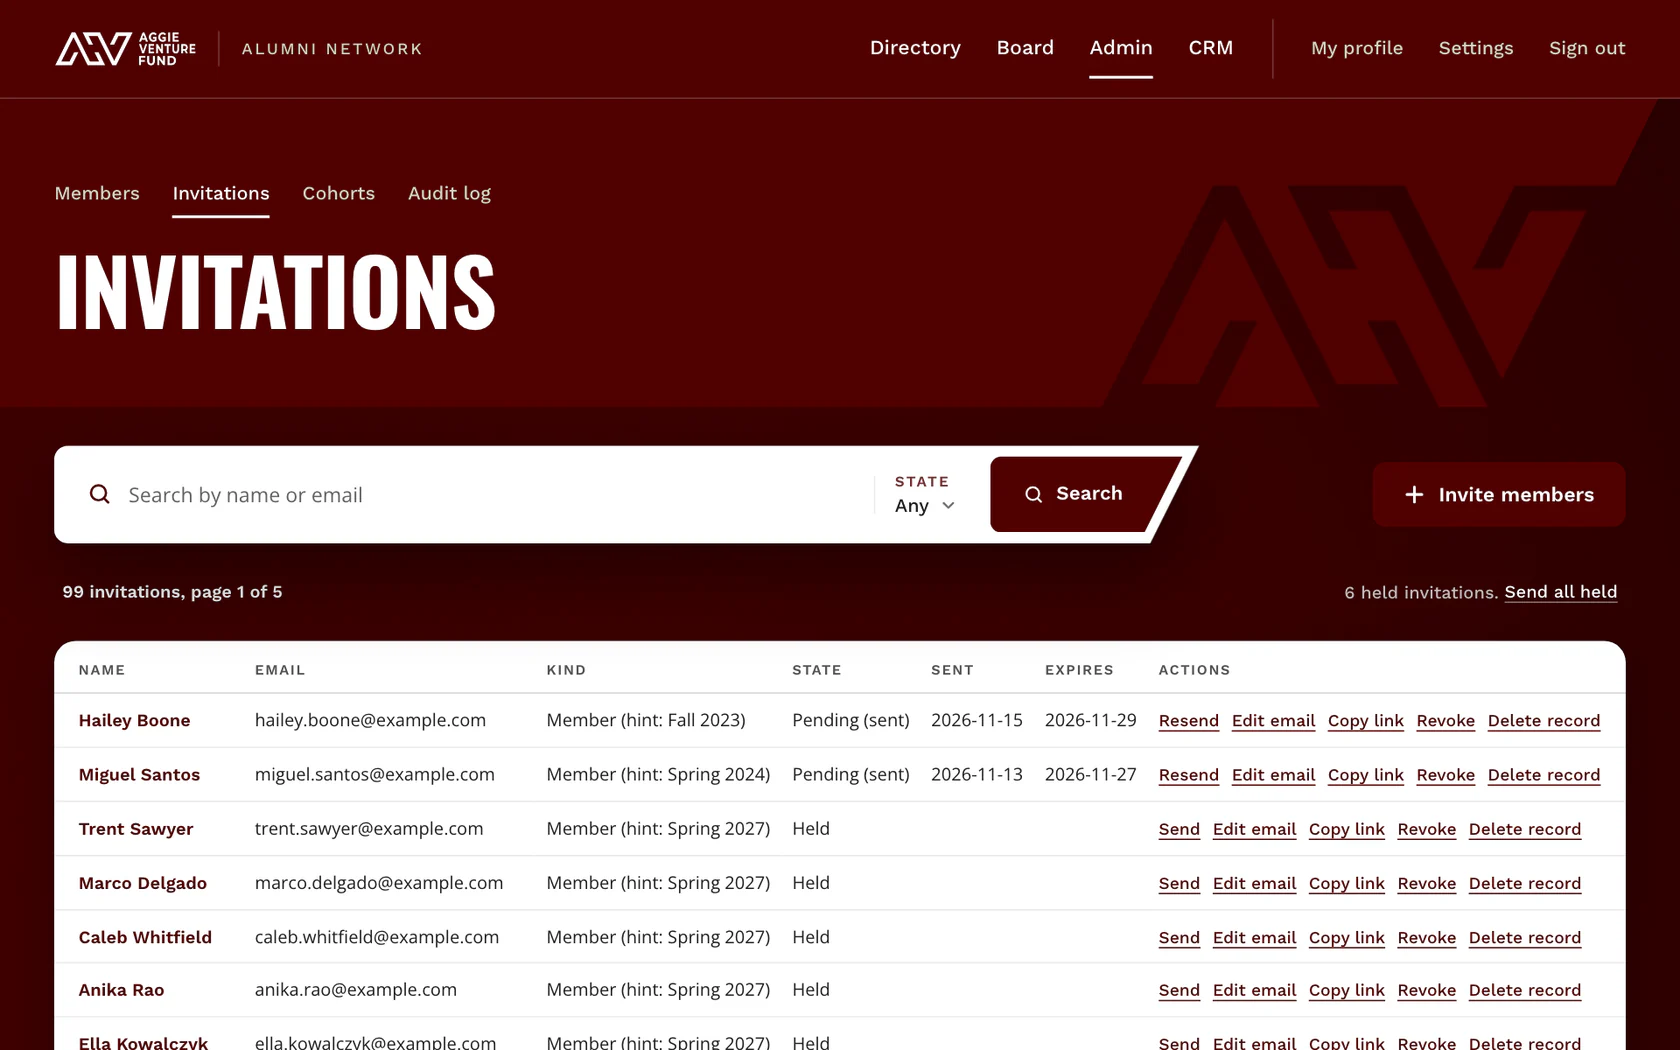 AGGIE
VENTURE
FUND
ALUMNI NETWORK
Directory Board Admin CRM My profile Settings Sign out
Members Invitations Cohorts Audit log
INVITATIONS
Search by name or email
STATE
Any
Search
Invite members
99 invitations, page 1 of 5
6 held invitations. Send all held
NAME EMAIL KIND STATE SENT EXPIRES ACTIONS
Hailey Boone hailey.boone@example.com Member (hint: Fall 2023) Pending (sent) 2026-11-15 2026-11-29 Resend Edit email Copy link Revoke Delete record
Miguel Santos miguel.santos@example.com Member (hint: Spring 2024) Pending (sent) 2026-11-13 2026-11-27 Resend Edit email Copy link Revoke Delete record
Trent Sawyer trent.sawyer@example.com Member (hint: Spring 2027) Held Send Edit email Copy link Revoke Delete record
Marco Delgado marco.delgado@example.com Member (hint: Spring 2027) Held Send Edit email Copy link Revoke Delete record
Caleb Whitfield caleb.whitfield@example.com Member (hint: Spring 2027) Held Send Edit email Copy link Revoke Delete record
Anika Rao anika.rao@example.com Member (hint: Spring 2027) Held Send Edit email Copy link Revoke Delete record
Ella Kowalczyk ella.kowalczyk@example.com Member (hint: Spring 2027) Held Send Edit email Copy link Revoke Delete record